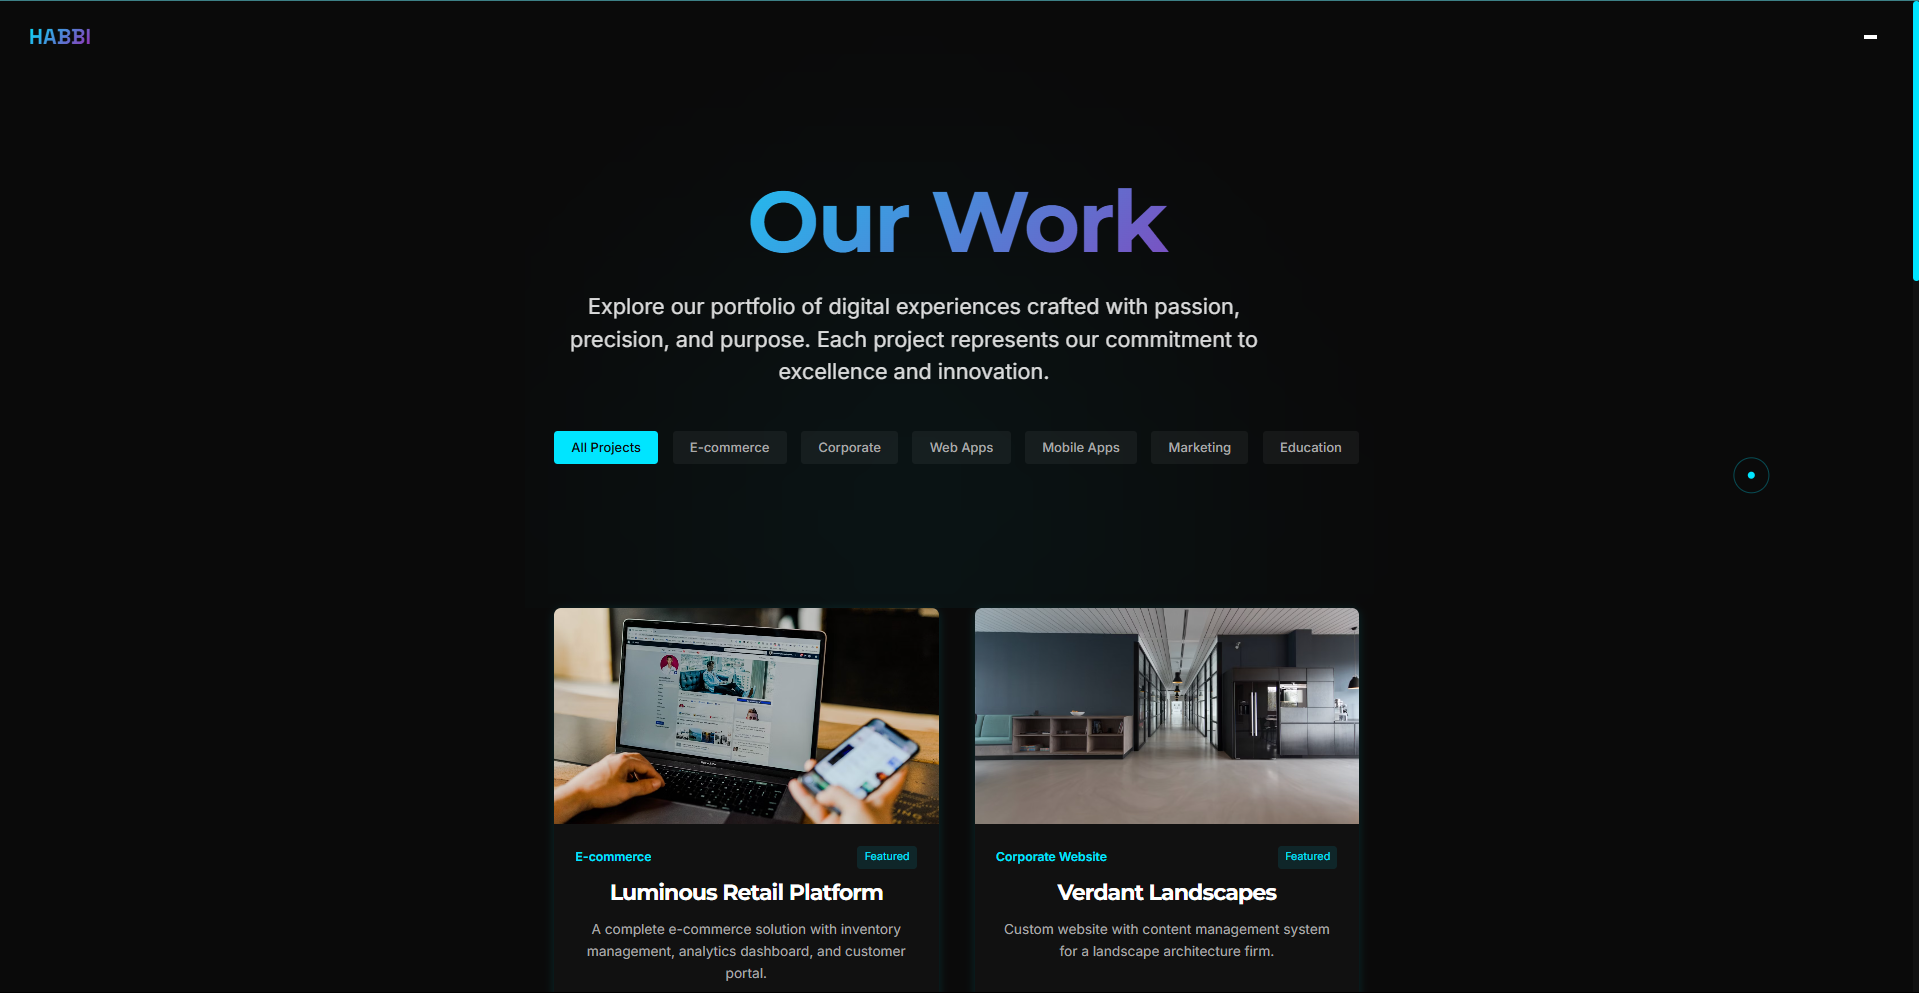 HABBI
Our Work
Explore our portfolio of digital experiences crafted with passion,
precision, and purpose. Each project represents our commitment to
excellence and innovation.
All Projects
E-commerce
Corporate
Web Apps
Mobile Apps
Marketing
Education
E-commerce
Featured
Luminous Retail Platform
A complete e-commerce solution with inventory
management, analytics dashboard, and customer
portal.
Corporate Website
Featured
Verdant Landscapes
Custom website with content management system
for a landscape architecture firm.